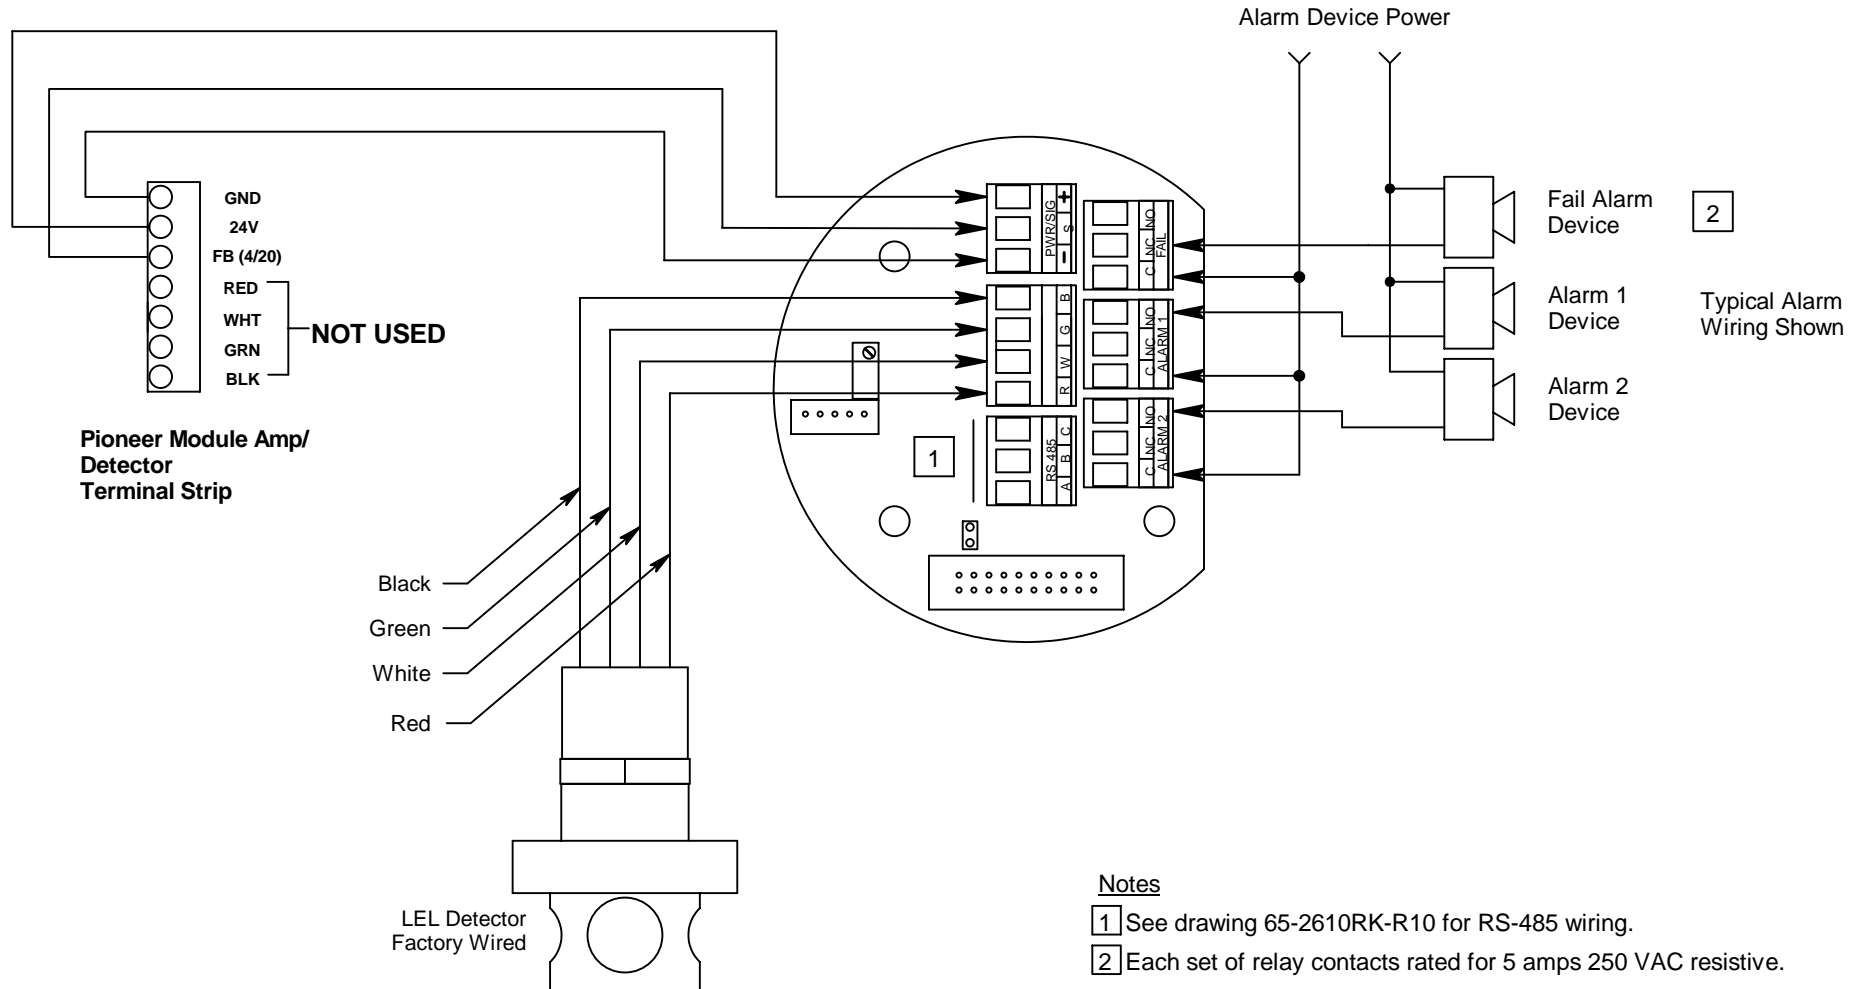 Alarm Device Power
GND
24V
FB (4/20)
RED
WHT
GRN
BLK
NOT USED
Pioneer Module Amp/
Detector
Terminal Strip
PWR/SIG
+
S
-
B
G
W
R
RS 485
C
B
A
NO
NC
C
FAIL
NO
NC
C
ALARM 1
NO
NC
C
ALARM 2
1
Fail Alarm
Device
2
Alarm 1
Device
Typical Alarm
Wiring Shown
Alarm 2
Device
Black
Green
White
Red
LEL Detector
Factory Wired
Notes
1 See drawing 65-2610RK-R10 for RS-485 wiring.
2 Each set of relay contacts rated for 5 amps 250 VAC resistive.